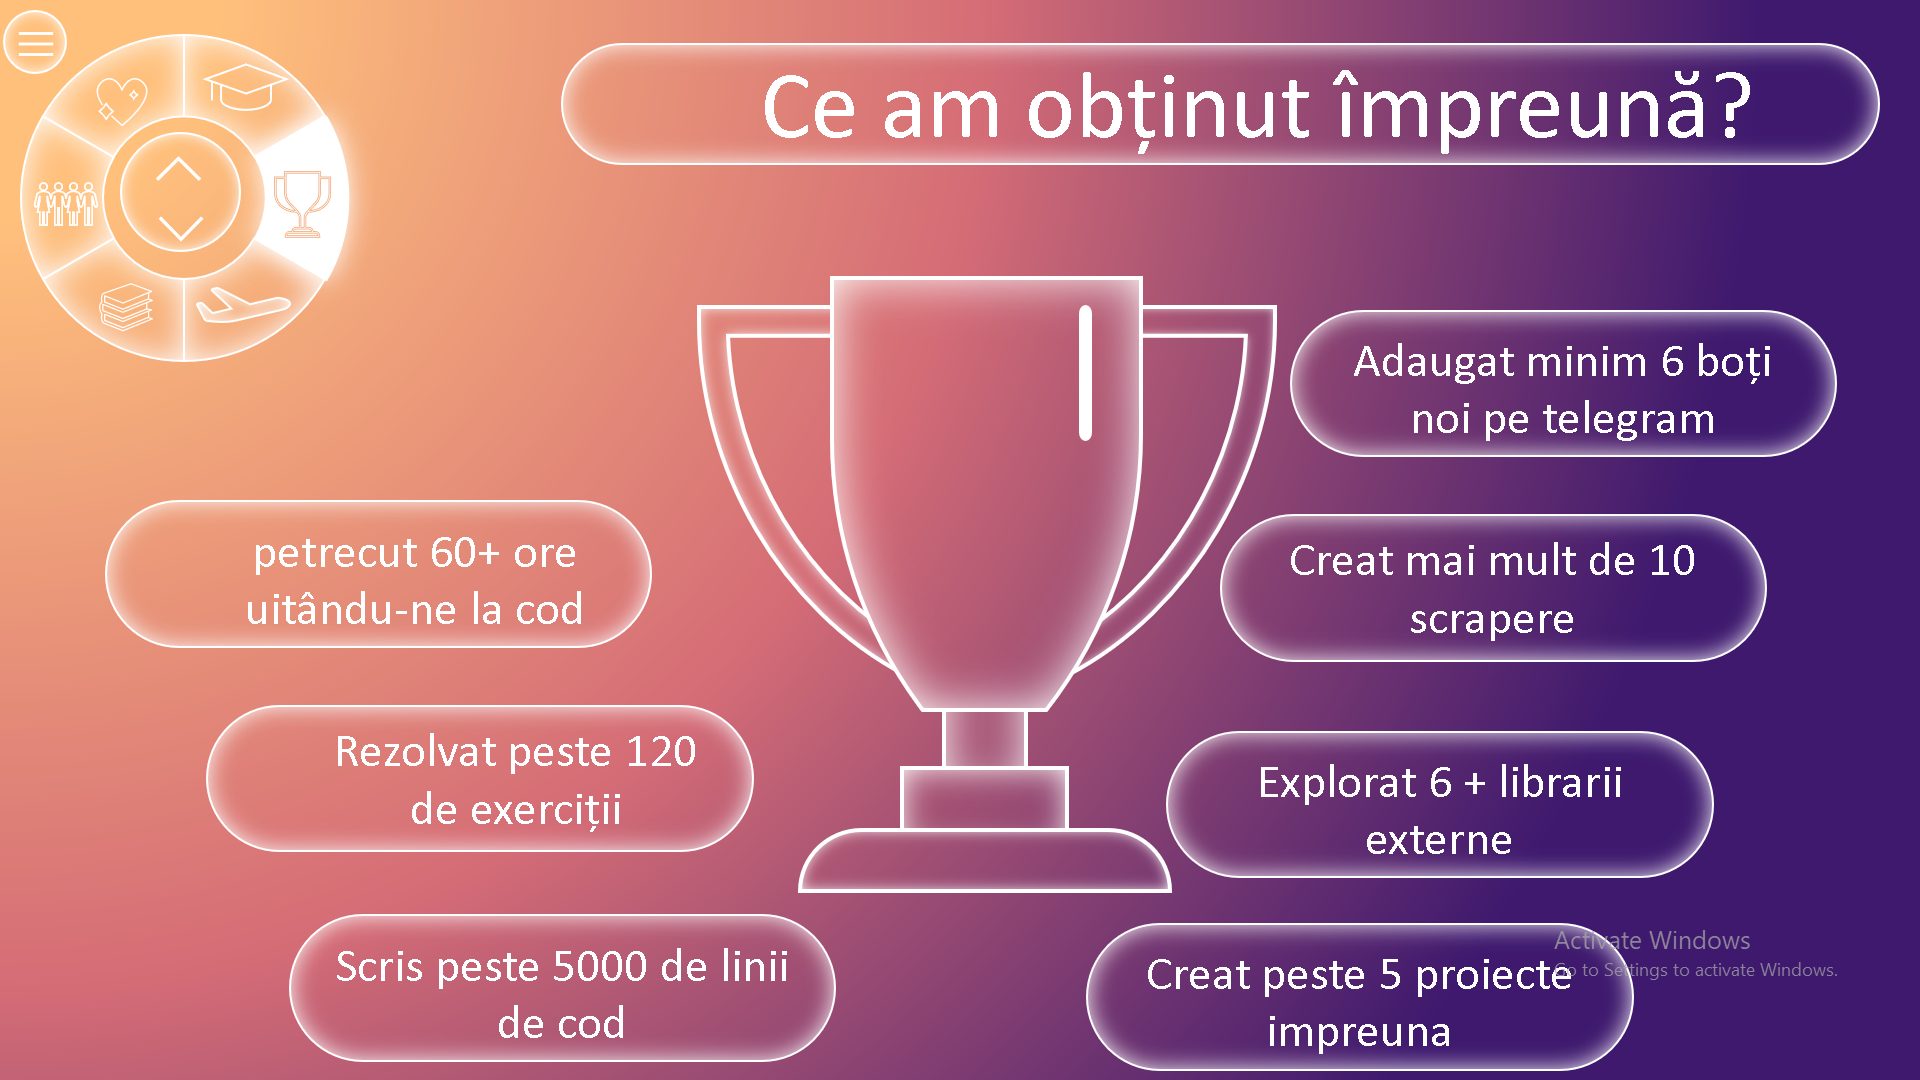 Ce am obținut împreună?
Adaugat minim 6 boți
noi pe telegram
petrecut 60+ ore
uitându-ne la cod
Creat mai mult de 10
scrapere
Rezolvat peste 120
de exerciții
Explorat 6 + librarii
externe
Scris peste 5000 de linii
de cod
Creat peste 5 proiecte
impreuna
Activate Windows
Go to Settings to activate Windows.